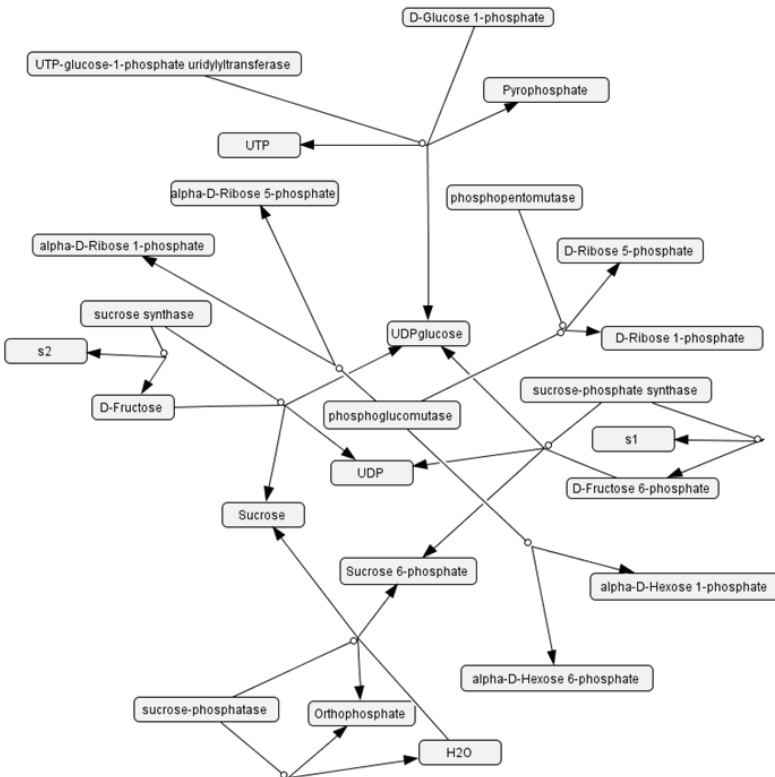 D-Glucose 1-phosphate
UTP-glucose-1-phosphate uridylyltransferase
Pyrophosphate
UTP
alpha-D-Ribose 5-phosphate
phosphopentomutase
alpha-D-Ribose 1-phosphate
D-Ribose 5-phosphate
sucrose synthase
UDPglucose
D-Ribose 1-phosphate
s2
sucrose-phosphate synthase
D-Fructose
phosphoglucomutase
s1
UDP
D-Fructose 6-phosphate
Sucrose
Sucrose 6-phosphate
alpha-D-Hexose 1-phosphate
alpha-D-Hexose 6-phosphate
sucrose-phosphatase
Orthophosphate
H2O